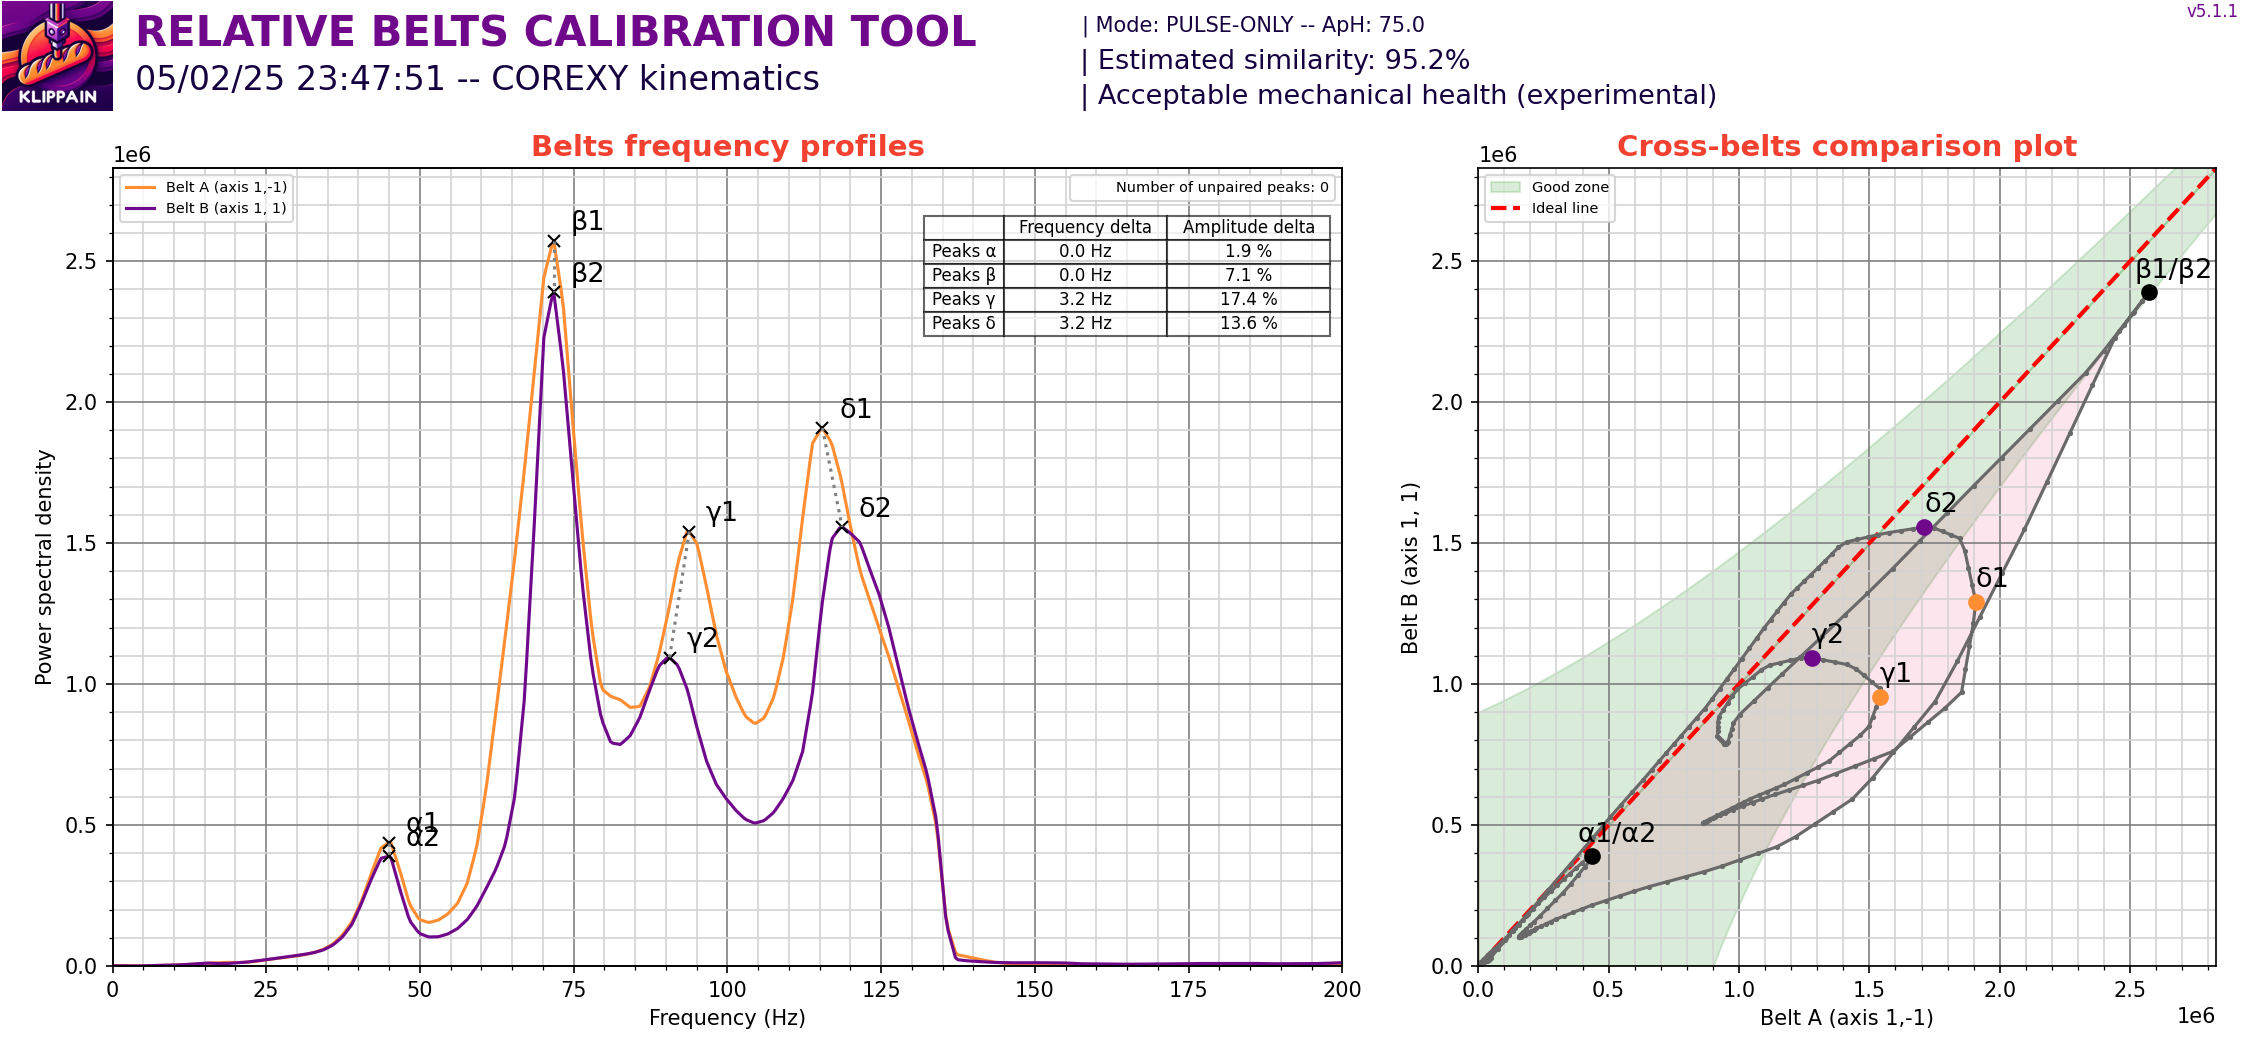 v5.1.1
KLIPPAIN
RELATIVE BELTS CALIBRATION TOOL
05/02/25 23:47:51 -- COREXY kinematics
| Mode: PULSE-ONLY -- ApH: 75.0
| Estimated similarity: 95.2%
| Acceptable mechanical health (experimental)
Belts frequency profiles
1e6
Belt A (axis 1,-1)
Belt B (axis 1, 1)
Number of unpaired peaks: 0
Frequency delta Amplitude delta
Peaks α 0.0 Hz 1.9 %
Peaks β 0.0 Hz 7.1 %
Peaks γ 3.2 Hz 17.4 %
Peaks δ 3.2 Hz 13.6 %
β1
β2
δ1
δ2
γ1
γ2
α1
α2
2.5
2.0
1.5
1.0
0.5
0.0
Power spectral density
0 25 50 75 100 125 150 175 200
Frequency (Hz)
Cross-belts comparison plot
1e6
Good zone
Ideal line
β1/β2
δ2
δ1
γ2
γ1
α1/α2
2.5
2.0
1.5
1.0
0.5
0.0
Belt B (axis 1, 1)
0.0 0.5 1.0 1.5 2.0 2.5
Belt A (axis 1,-1)
1e6